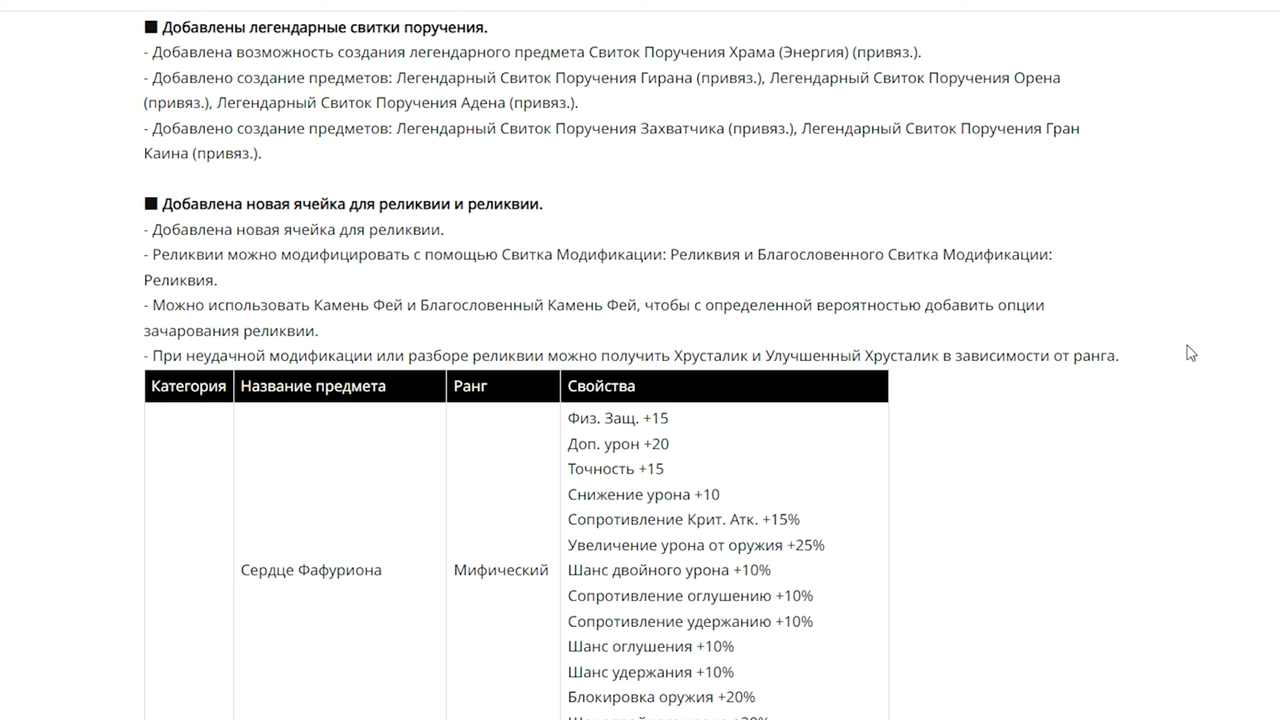 ■ Добавлены легендарные свитки поручения.
- Добавлена возможность создания легендарного предмета Свиток Поручения Храма (Энергия) (привяз.).
- Добавлено создание предметов: Легендарный Свиток Поручения Гирана (привяз.), Легендарный Свиток Поручения Орена
(привяз.), Легендарный Свиток Поручения Адена (привяз.).
- Добавлено создание предметов: Легендарный Свиток Поручения Захватчика (привяз.), Легендарный Свиток Поручения Гран
Каина (привяз.).
■ Добавлена новая ячейка для реликвии и реликвии.
- Добавлена новая ячейка для реликвии.
- Реликвии можно модифицировать с помощью Свитка Модификации: Реликвия и Благословенного Свитка Модификации:
Реликвия.
- Можно использовать Камень Фей и Благословенный Камень Фей, чтобы с определенной вероятностью добавить опции
зачарования реликвии.
- При неудачной модификации или разборе реликвии можно получить Хрусталик и Улучшенный Хрусталик в зависимости от ранга.
Категория Название предмета Ранг Свойства
Физ. Защ. +15
Доп. урон +20
Точность +15
Снижение урона +10
Сопротивление Крит. Атк. +15%
Увеличение урона от оружия +25%
Сердце Фафуриона Мифический Шанс двойного урона +10%
Сопротивление оглушению +10%
Сопротивление удержанию +10%
Шанс оглушения +10%
Шанс удержания +10%
Блокировка оружия +20%